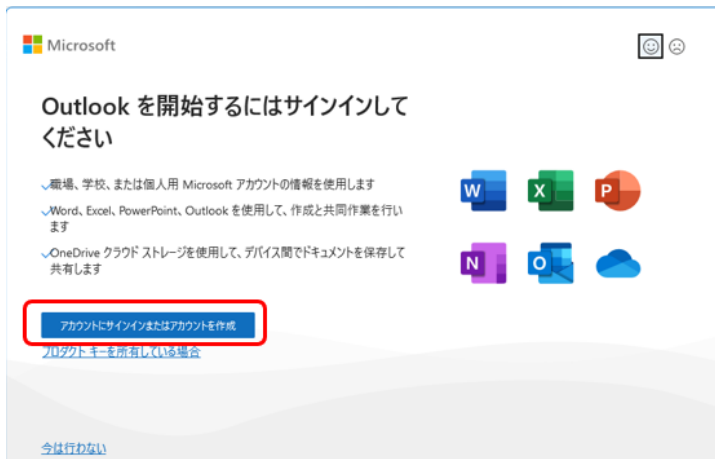 Microsoft
Outlook を開始するにはサインインして
ください
職場、学校、または個人用 Microsoft アカウントの情報を使用します
Word、Excel、PowerPoint、Outlook を使用して、作成と共同作業を行い
ます
OneDrive クラウド ストレージを使用して、デバイス間でドキュメントを保存して
共有します
W X P
N O
アカウントにサインインまたはアカウントを作成
プロダクト キーを所有している場合
今は行わない